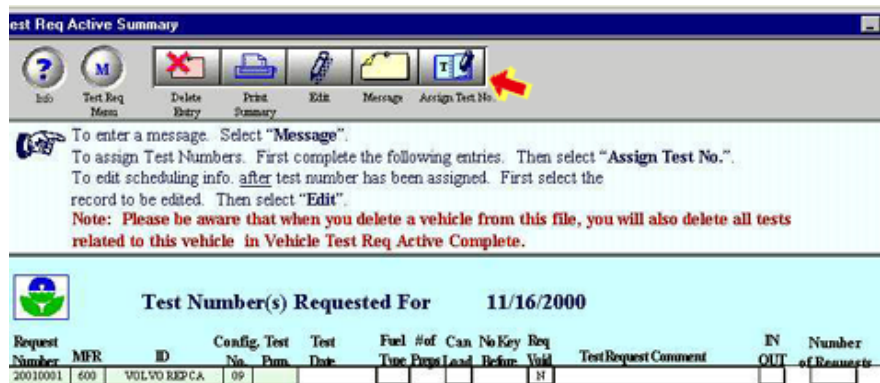 est Req Active Summary
? M T
Info Test Req Menu Delete Entry Print Summary Edit Message Assign Test No.
To enter a message. Select “Message”.
To assign Test Numbers. First complete the following entries. Then select “Assign Test No.”.
To edit scheduling info. after test number has been assigned. First select the
record to be edited. Then select “Edit”.
Note: Please be aware that when you delete a vehicle from this file, you will also delete all tests
related to this vehicle in Vehicle Test Req Active Complete.
Test Number(s) Requested For 11/16/2000
Request Config. Test Test Fuel #of Can No Key Req IN Number
Number MFR ID No. Purp. Date Type Preps Load Before Void Test Request Comment OUT of Requests
20010001 600 VOLVO REPCA 09 N